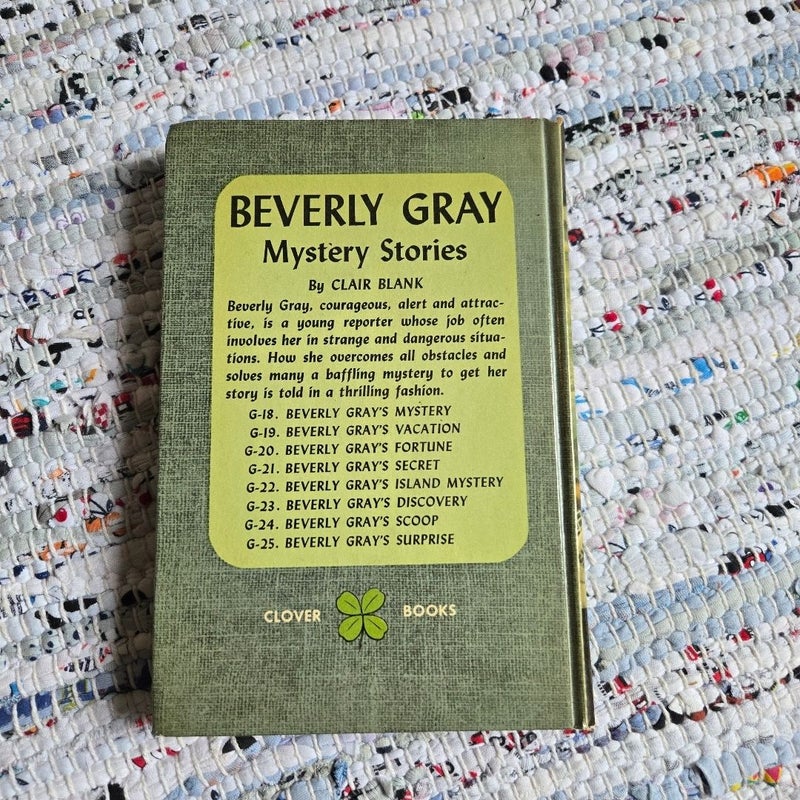 BEVERLY GRAY
Mystery Stories
By CLAIR BLANK
Beverly Gray, courageous, alert and attrac-
tive, is a young reporter whose job often
involves her in strange and dangerous situa-
tions. How she overcomes all obstacles and
solves many a baffling mystery to get her
story is told in a thrilling fashion.
G-18. BEVERLY GRAY'S MYSTERY
G-19. BEVERLY GRAY'S VACATION
G-20. BEVERLY GRAY'S FORTUNE
G-21. BEVERLY GRAY'S SECRET
G-22. BEVERLY GRAY'S ISLAND MYSTERY
G-23. BEVERLY GRAY'S DISCOVERY
G-24. BEVERLY GRAY'S SCOOP
G-25. BEVERLY GRAY'S SURPRISE
CLOVER BOOKS